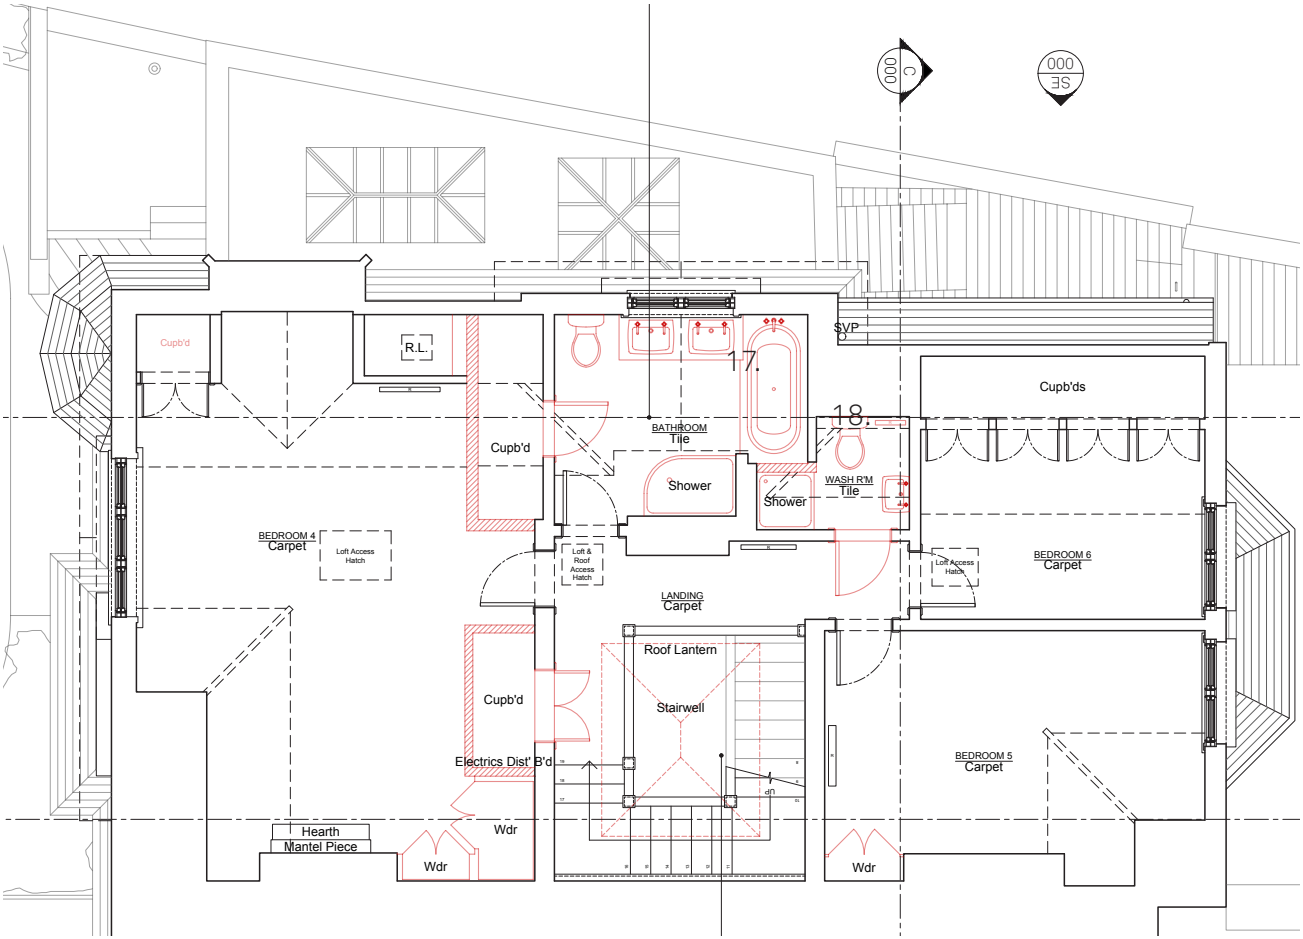 C
000
000
SE
SVP
Cupb'd
R.L.
17.
18.
Cupb'ds
BATHROOM
Tile
Cupb'd
Shower
WASH R'M
Tile
Shower
BEDROOM 4
Carpet
Loft Access
Hatch
Loft &
Roof
Access
Hatch
Loft Access
Hatch
BEDROOM 6
Carpet
LANDING
Carpet
Roof Lantern
Cupb'd
Stairwell
Electrics Dist' B'd
BEDROOM 5
Carpet
UP
Hearth
Mantel Piece
Wdr
Wdr
Wdr